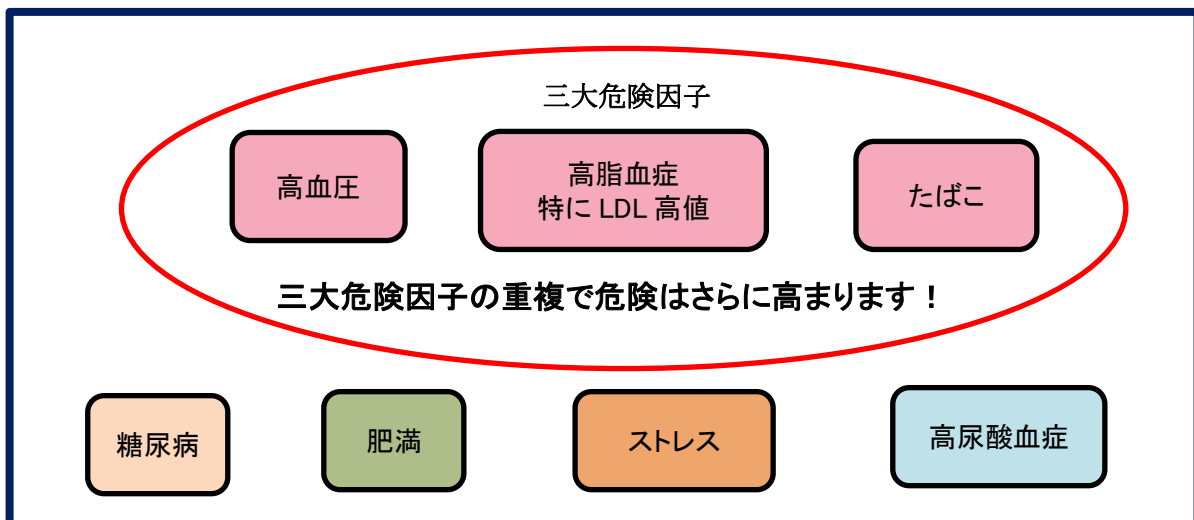 三大危険因子
高血圧
高脂血症
特に LDL 高値
たばこ
三大危険因子の重複で危険はさらに高まります！
糖尿病
肥満
ストレス
高尿酸血症